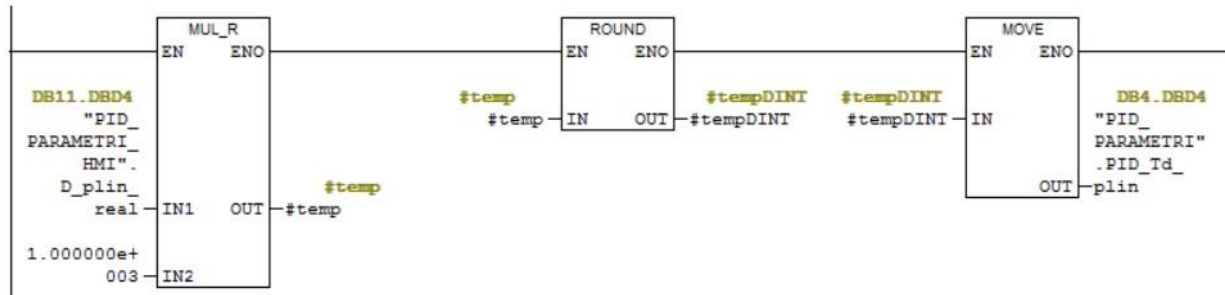 MUL_R
EN ENO
DB11.DBD4
"PID_
PARAMETRI_
HMI".
D_plin_
real
IN1 OUT
#temp
#temp
1.000000e+
003
IN2
ROUND
EN ENO
#temp
#temp
IN OUT
#tempDINT
#tempDINT
MOVE
EN ENO
#tempDINT
#tempDINT
IN
DB4.DBD4
"PID_
PARAMETRI"
.PID_Td_
OUT plin